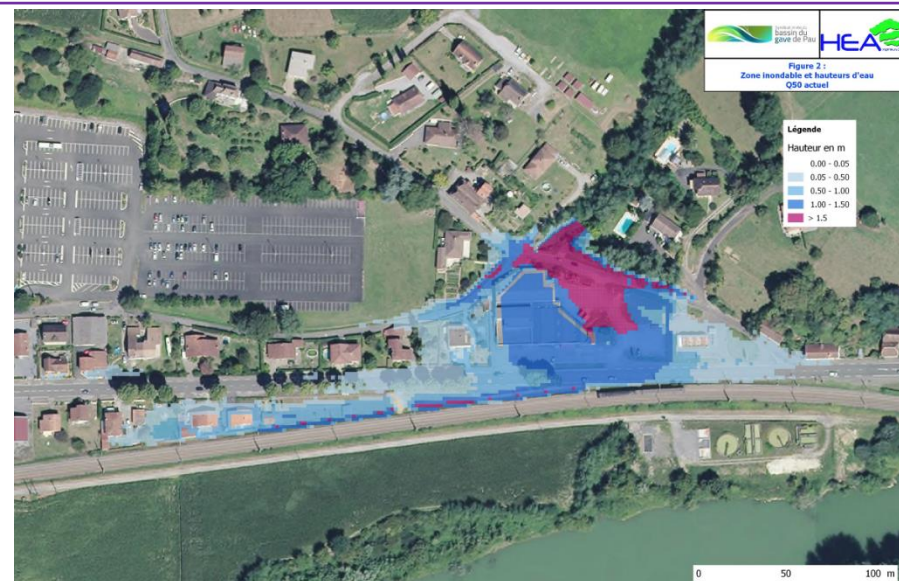 bassin du
gave de Pau
HEA
Figure 2 :
Zone inondable et hauteurs d'eau
Q50 actuel
Légende
Hauteur en m
0.00 - 0.05
0.05 - 0.50
0.50 - 1.00
1.00 - 1.50
> 1.5
0 50 100 m